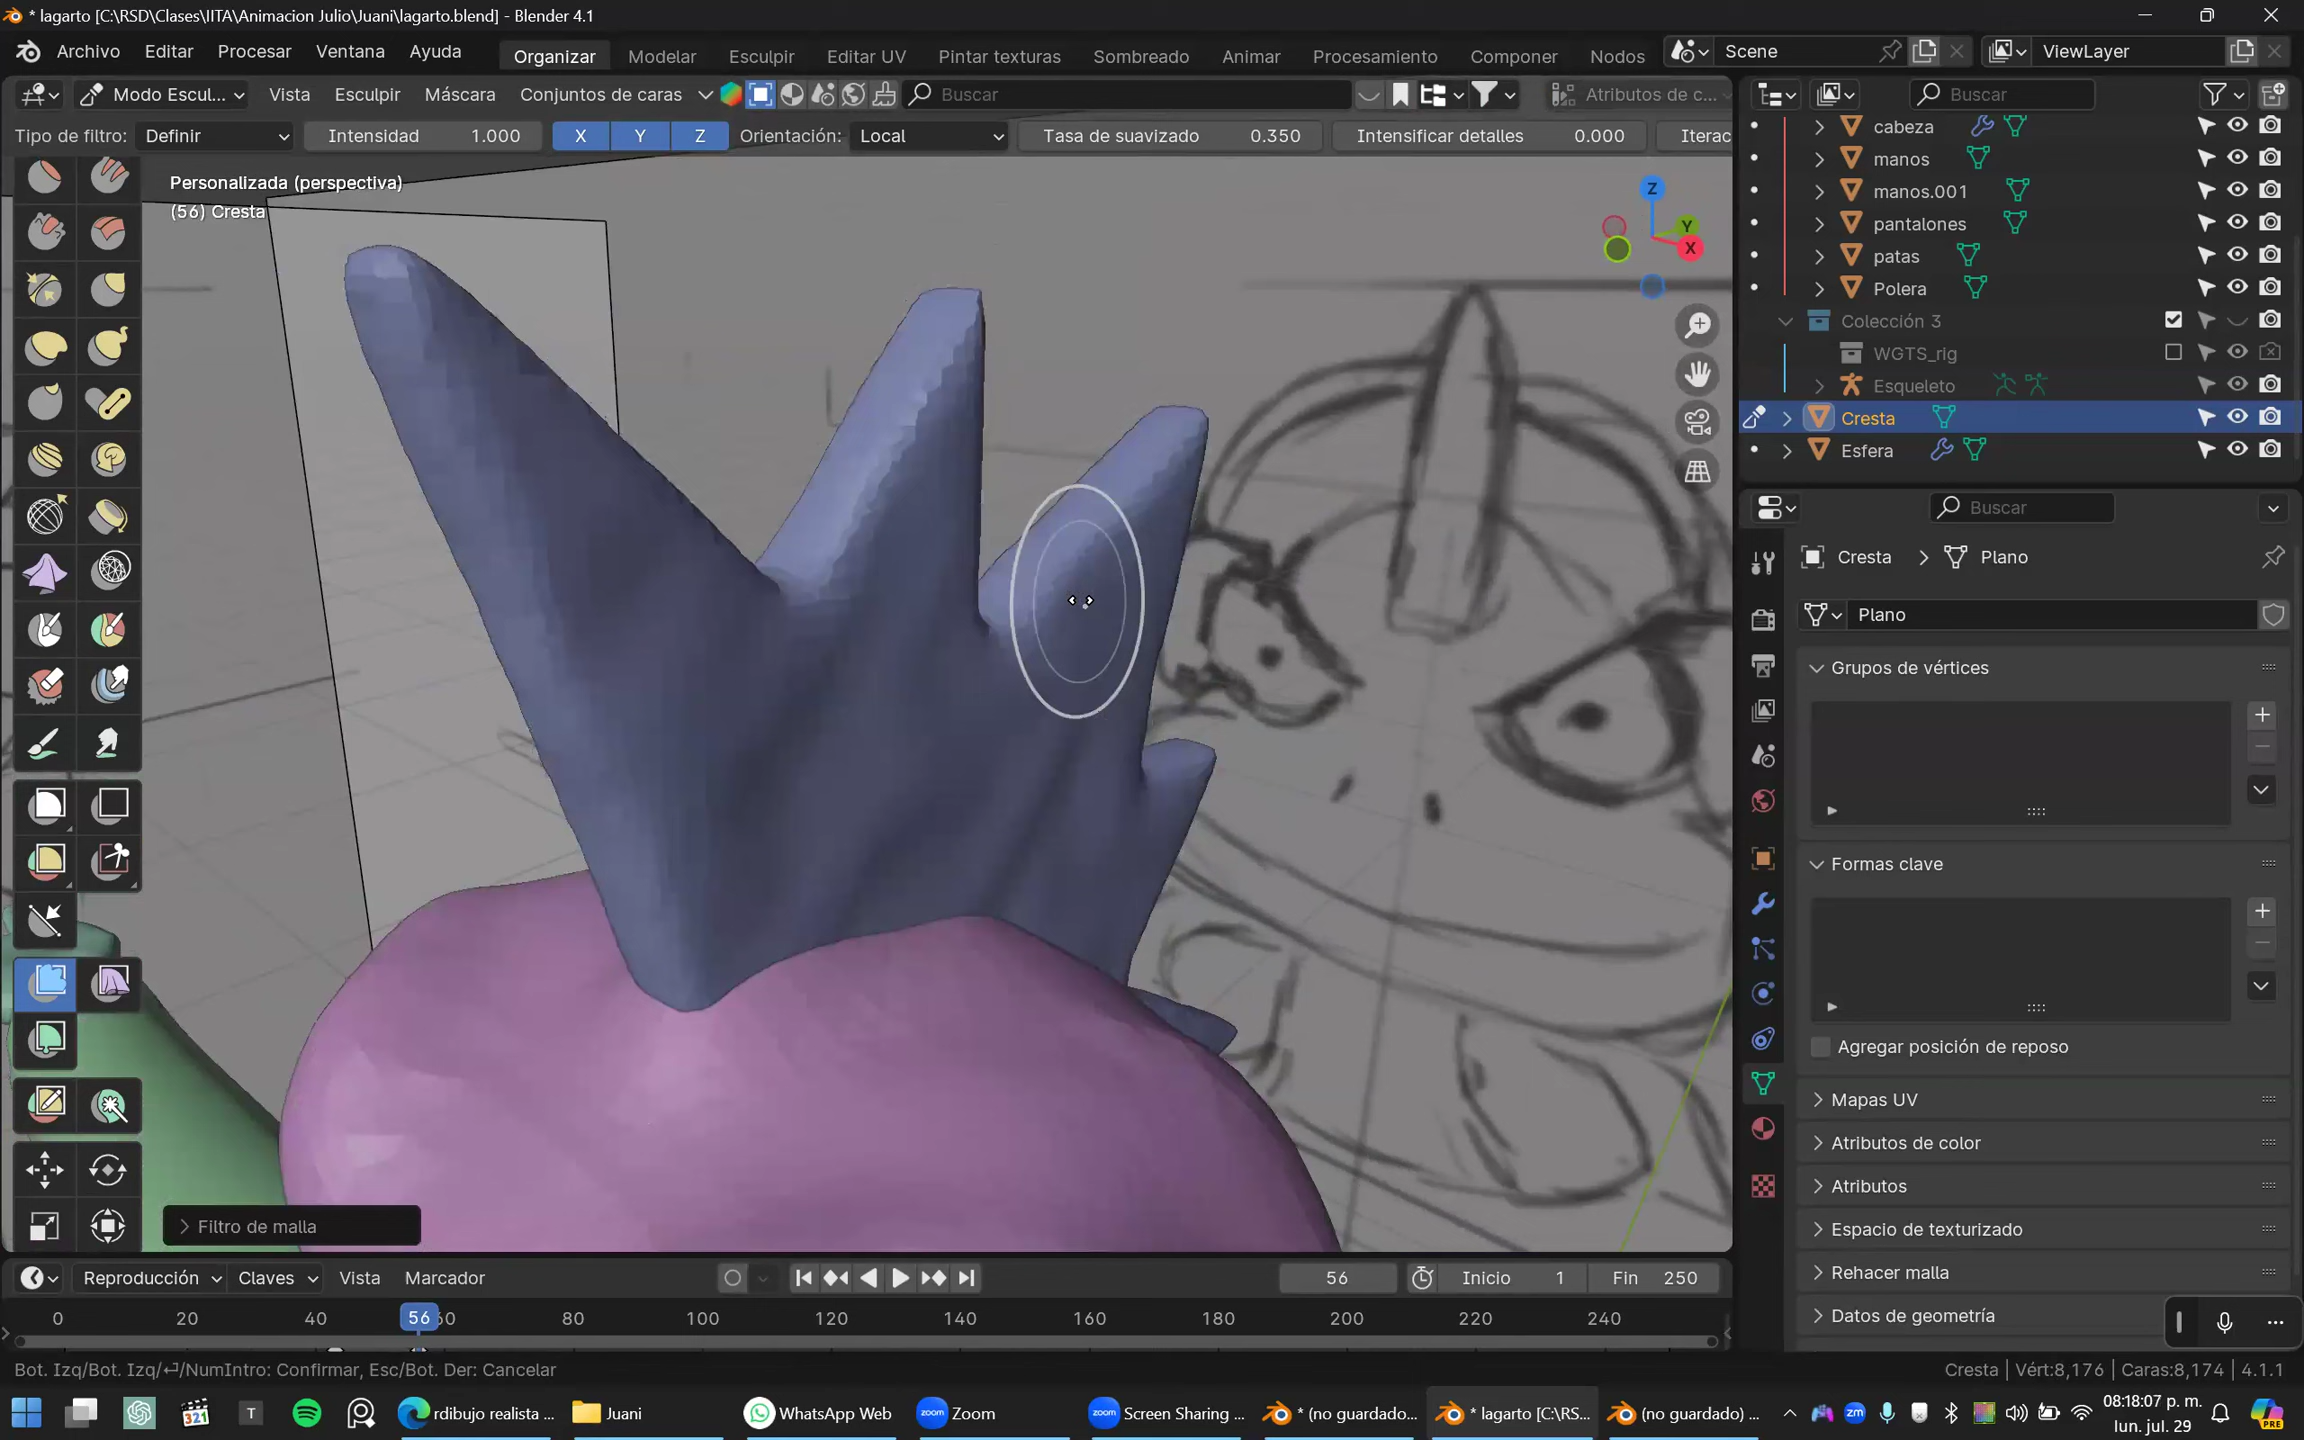 * lagarto [C:\RSD\Clases\IITA\Animacion Julio\Juani\lagarto.blend] - Blender 4.1
Archivo Editar Procesar Ventana Ayuda Organizar Modelar Esculpir Editar UV Pintar texturas Sombreado Animar Procesamiento Componer Nodos Scene ViewLayer
Modo Escul... Vista Esculpir Máscara Conjuntos de caras Buscar Atributos de c... Buscar
Tipo de filtro: Definir Intensidad 1.000 X Y Z Orientación: Local Tasa de suavizado 0.350 Intensificar detalles 0.000 Iterac
Personalizada (perspectiva)
(56) Cresta
Z
Y
X
cabeza
manos
manos.001
pantalones
patas
Polera
Colección 3
WGTS_rig
Esqueleto
Cresta
Esfera
Buscar
Cresta Plano
Plano
Grupos de vértices
Formas clave
Agregar posición de reposo
Mapas UV
Atributos de color
Atributos
Espacio de texturizado
Rehacer malla
Datos de geometría
Filtro de malla
Reproducción Claves Vista Marcador 56 Inicio 1 Fin 250
0 20 40 56 60 80 100 120 140 160 180 200 220 240
Bot. Izq/Bot. Izq/⏎/NumIntro: Confirmar, Esc/Bot. Der: Cancelar Cresta | Vért:8,176 | Caras:8,174 | 4.1.1
321 T rdibujo realista ... Juani WhatsApp Web zoom Zoom zoom Screen Sharing ... * (no guardado... * lagarto [C:\RS... (no guardado) ... zm 08:18:07 p. m. PRE
lun. jul. 29